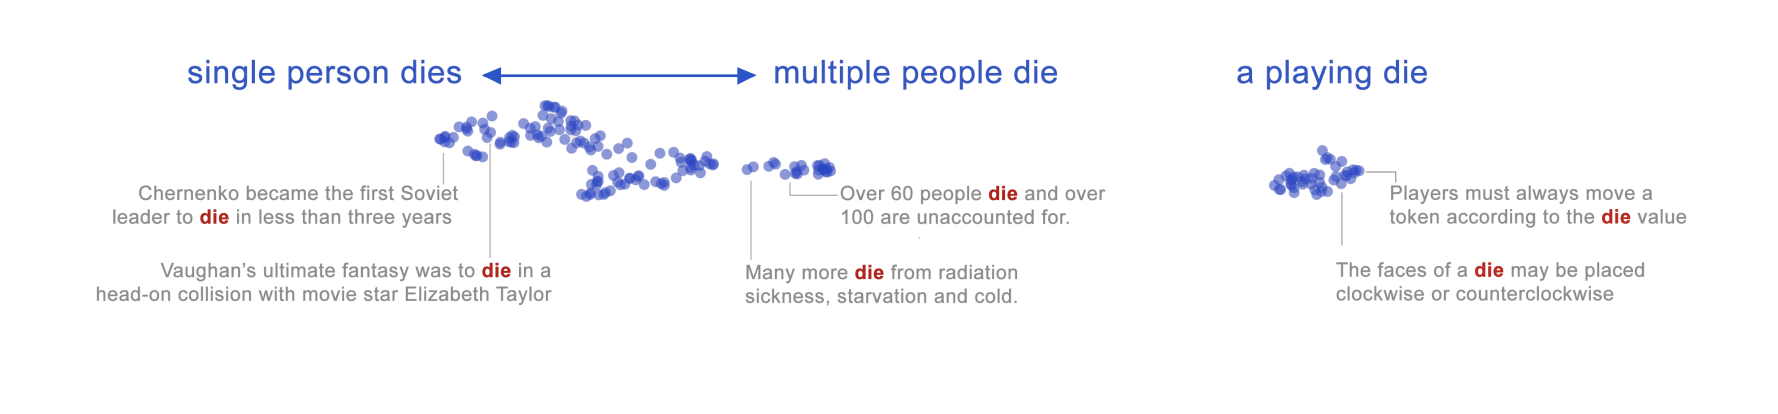 single person dies
multiple people die
a playing die
Chernenko became the first Soviet
leader to die in less than three years
Vaughan’s ultimate fantasy was to die in a
head-on collision with movie star Elizabeth Taylor
Over 60 people die and over
100 are unaccounted for.
Many more die from radiation
sickness, starvation and cold.
Players must always move a
token according to the die value
The faces of a die may be placed
clockwise or counterclockwise